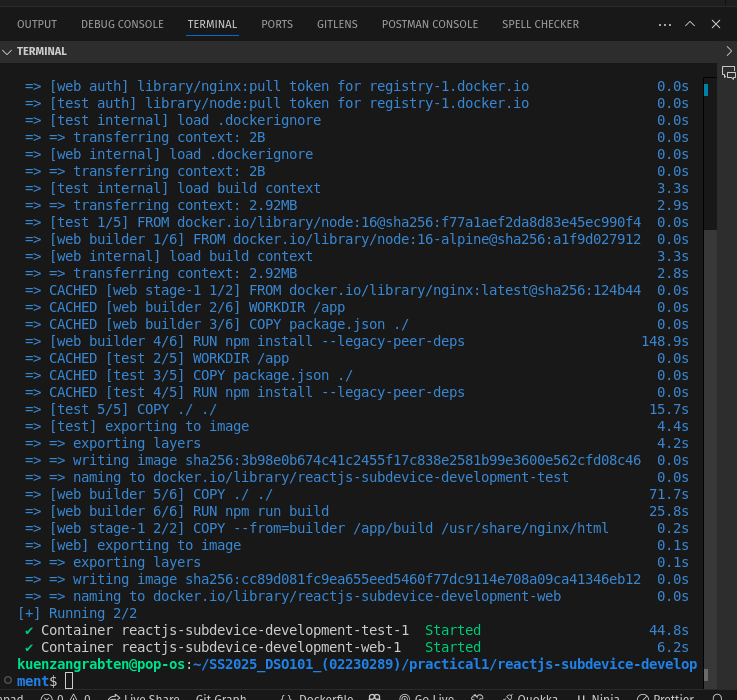 OUTPUT DEBUG CONSOLE TERMINAL PORTS GITLENS POSTMAN CONSOLE SPELL CHECKER
TERMINAL
=> [web auth] library/nginx:pull token for registry-1.docker.io 0.0s
=> [test auth] library/node:pull token for registry-1.docker.io 0.0s
=> [test internal] load .dockerignore 0.0s
=> => transferring context: 2B 0.0s
=> [web internal] load .dockerignore 0.0s
=> => transferring context: 2B 0.0s
=> [test internal] load build context 3.3s
=> => transferring context: 2.92MB 2.9s
=> [test 1/5] FROM docker.io/library/node:16@sha256:f77a1aef2da8d83e45ec990f4 0.0s
=> [web builder 1/6] FROM docker.io/library/node:16-alpine@sha256:a1f9d027912 0.0s
=> [web internal] load build context 3.3s
=> => transferring context: 2.92MB 2.8s
=> CACHED [web stage-1 1/2] FROM docker.io/library/nginx:latest@sha256:124b44 0.0s
=> CACHED [web builder 2/6] WORKDIR /app 0.0s
=> CACHED [web builder 3/6] COPY package.json ./ 0.0s
=> [web builder 4/6] RUN npm install --legacy-peer-deps 148.9s
=> CACHED [test 2/5] WORKDIR /app 0.0s
=> CACHED [test 3/5] COPY package.json ./ 0.0s
=> CACHED [test 4/5] RUN npm install --legacy-peer-deps 0.0s
=> [test 5/5] COPY ./ ./ 15.7s
=> [test] exporting to image 4.4s
=> => exporting layers 4.2s
=> => writing image sha256:3b98e0b674c41c2455f17c838e2581b99e3600e562cfd08c46 0.0s
=> => naming to docker.io/library/reactjs-subdevice-development-test 0.0s
=> [web builder 5/6] COPY ./ ./ 71.7s
=> [web builder 6/6] RUN npm run build 25.8s
=> [web stage-1 2/2] COPY --from=builder /app/build /usr/share/nginx/html 0.2s
=> [web] exporting to image 0.1s
=> => exporting layers 0.1s
=> => writing image sha256:cc89d081fc9ea655eed5460f77dc9114e708a09ca41346eb12 0.0s
=> => naming to docker.io/library/reactjs-subdevice-development-web 0.0s
[+] Running 2/2
✔ Container reactjs-subdevice-development-test-1 Started 44.8s
✔ Container reactjs-subdevice-development-web-1 Started 6.2s
kuenzangrabten@pop-os:~/SS2025_DSO101_(02230289)/practical1/reactjs-subdevice-develop
ment$
0 0 Live Share Git Graph Dockerfile Go Live Quokka Ninja Prettier